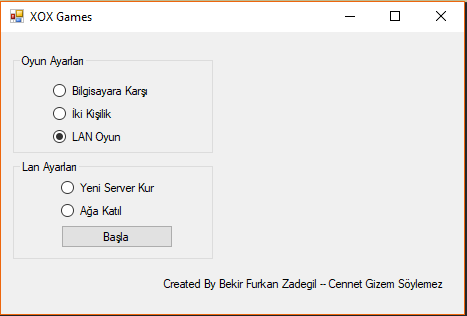 XOX Games
Oyun Ayarları
Bilgisayara Karşı
İki Kişilik
LAN Oyun
Lan Ayarları
Yeni Server Kur
Ağa Katıl
Başla
Created By Bekir Furkan Zadegil -- Cennet Gizem Söylemez